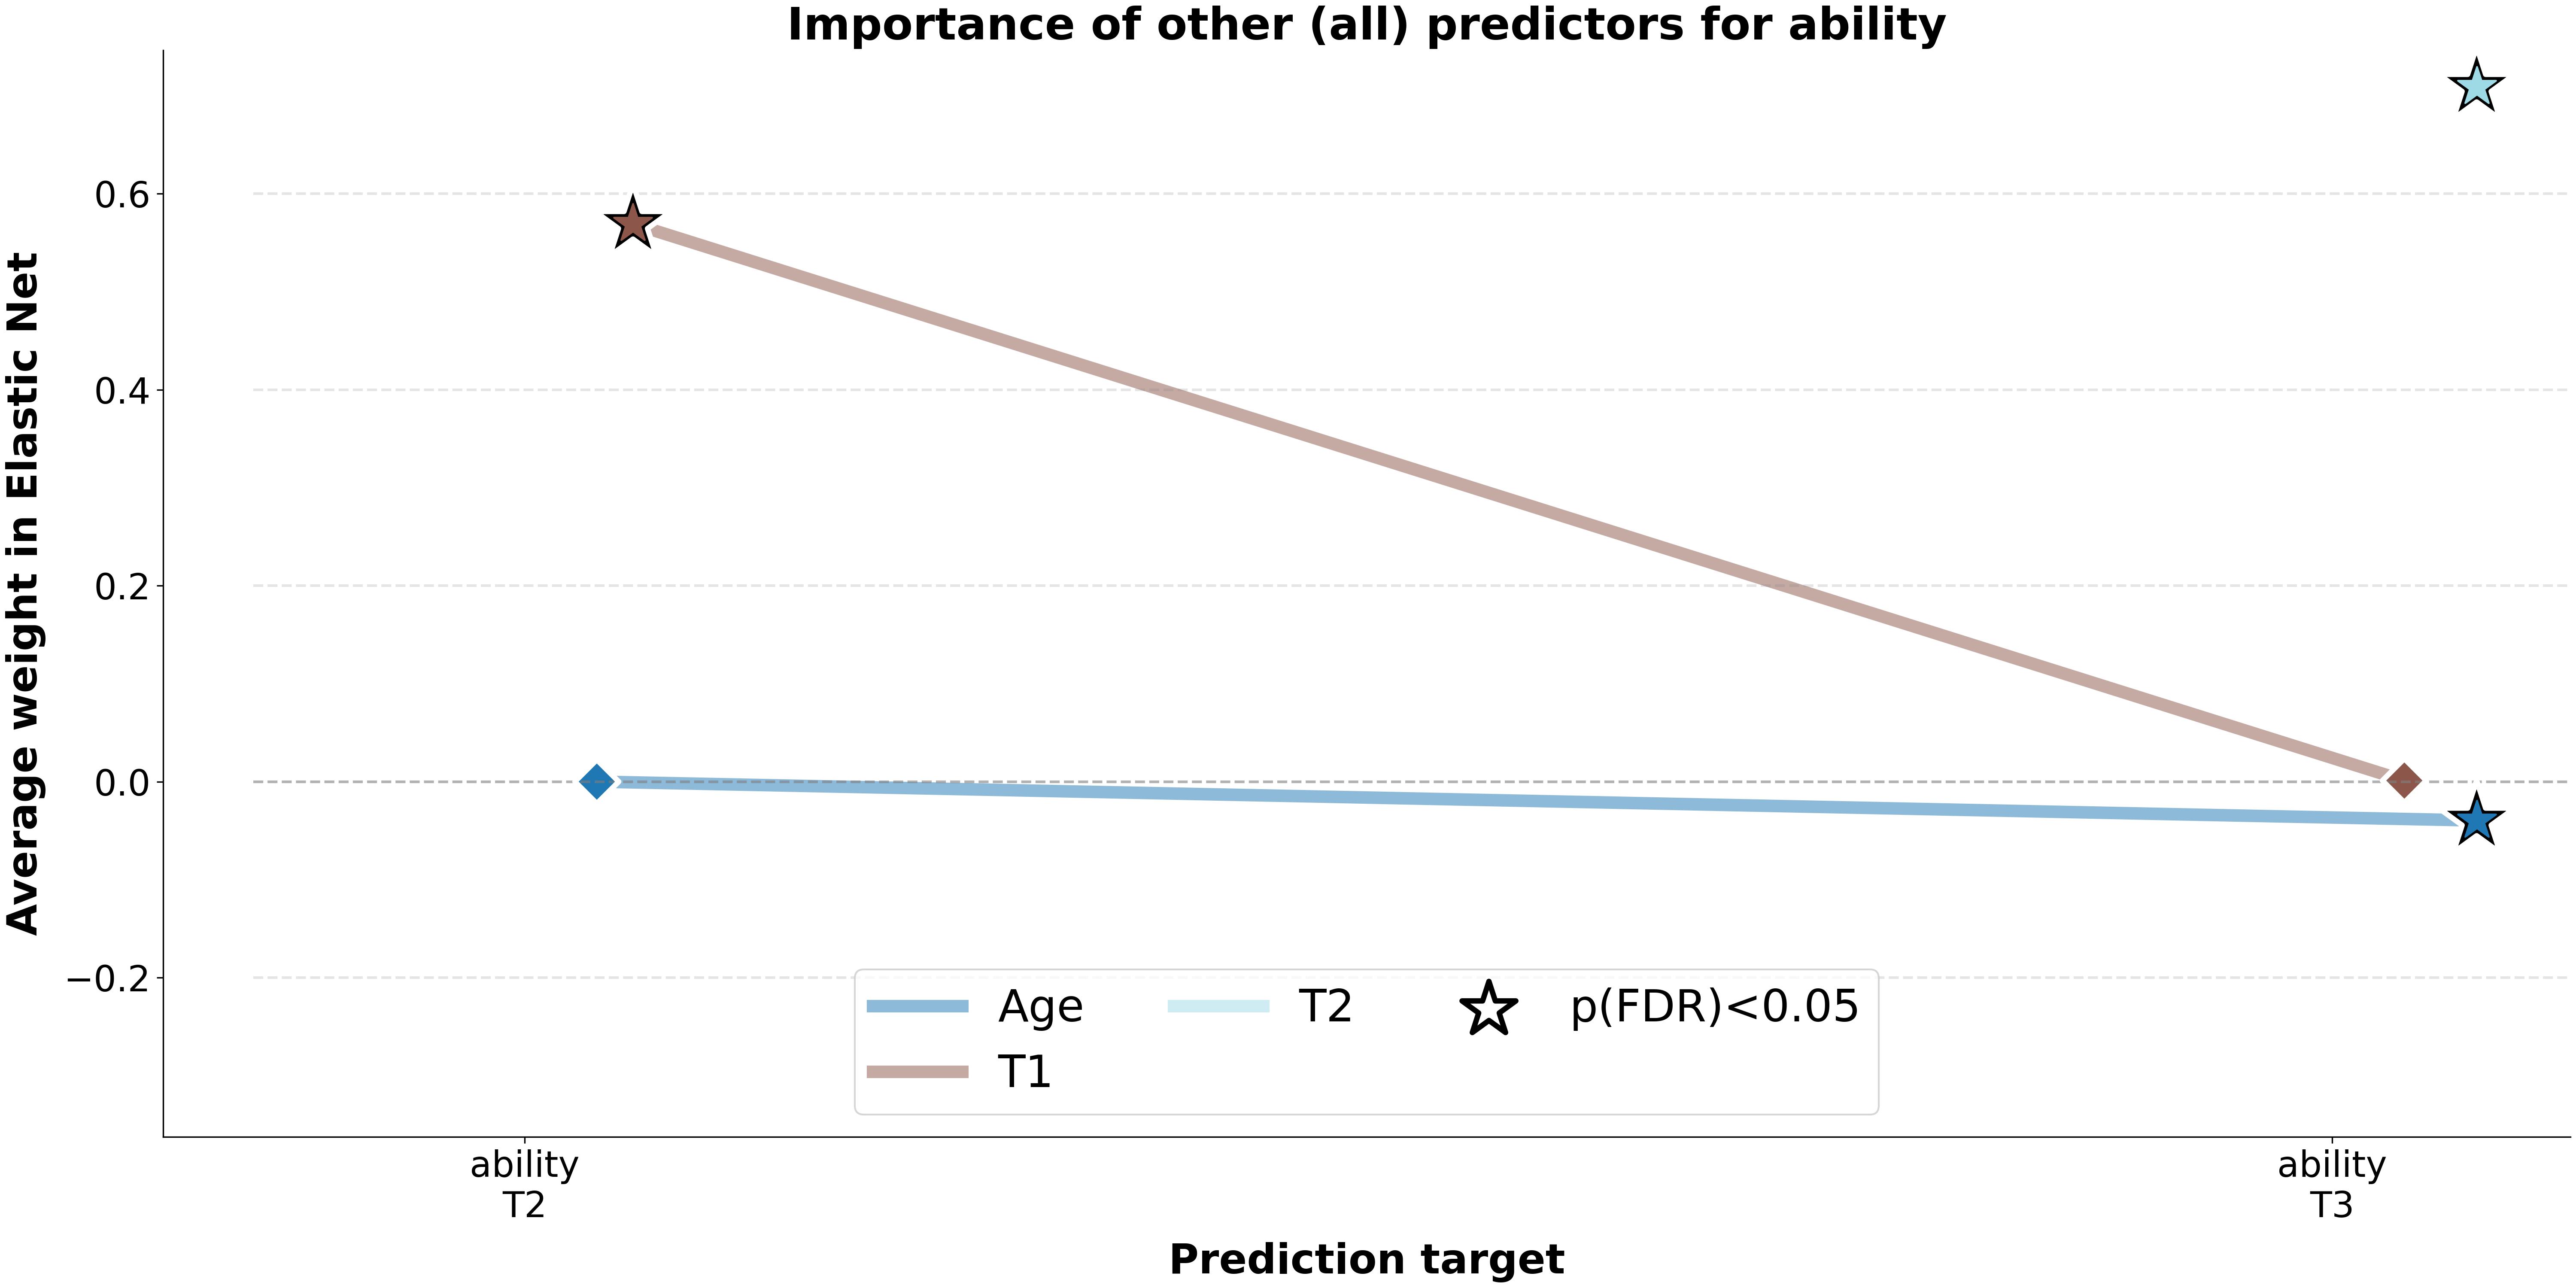 Importance of other (all) predictors for ability
Average weight in Elastic Net
0.6
0.4
0.2
0.0
−0.2
Age
T2
p(FDR)<0.05
T1
ability
T2
ability
T3
Prediction target